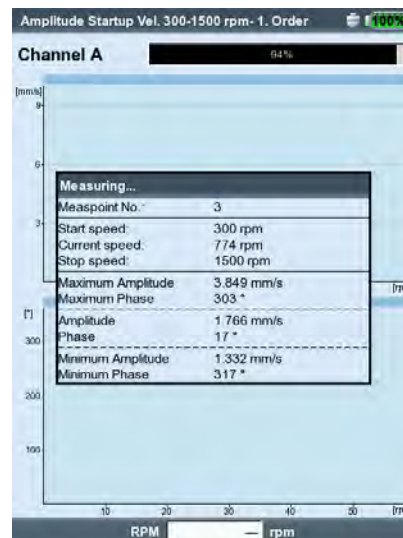 Amplitude Startup Vel. 300-1500 rpm- 1. Order 100%
Channel A 94%
[mm/s]
9
6
Measuring...
Measpoint No.: 3
3
Start speed: 300 rpm
Current speed: 774 rpm
Stop speed: 1500 rpm
Maximum Amplitude 3.849 mm/s
Maximum Phase 303 °
[°]
Amplitude 1.766 mm/s
Phase 17 °
300
Minimum Amplitude 1.332 mm/s
Minimum Phase 317 °
200
100
10 20 30 40 50
RPM — rpm